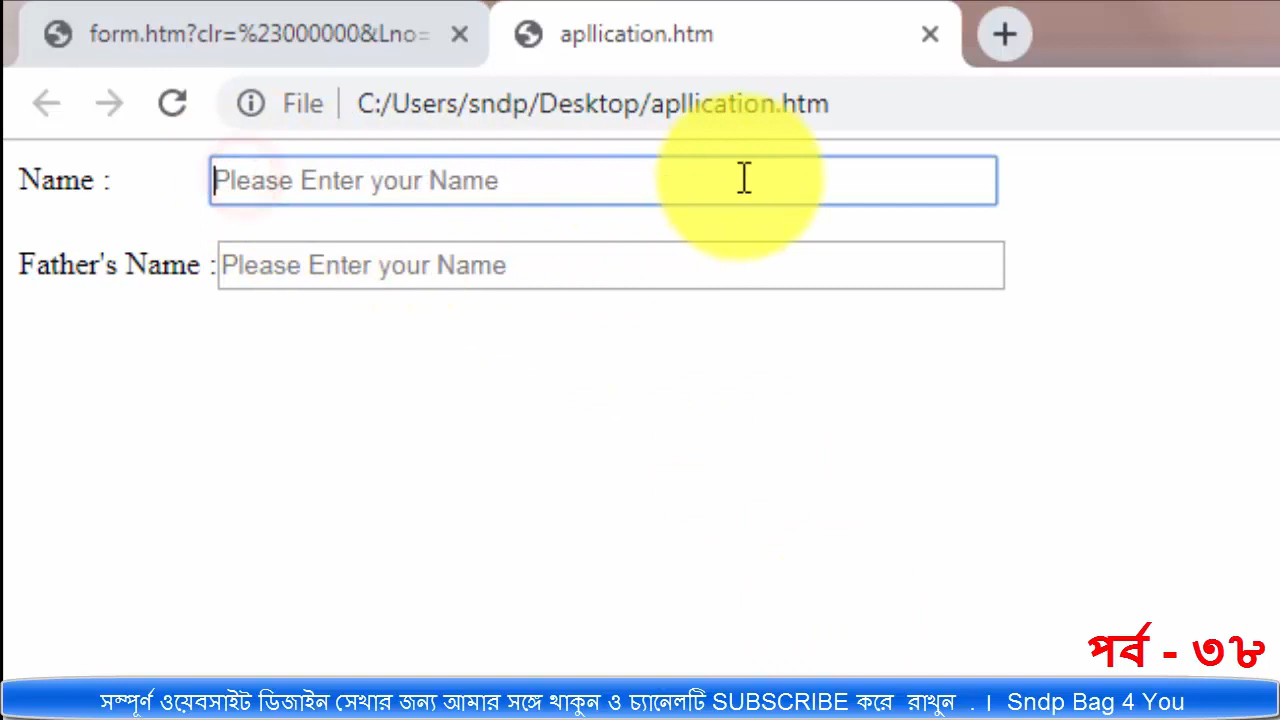 form.htm?clr=%23000000&Lno=
apllication.htm
File
C:/Users/sndp/Desktop/apllication.htm
Name :
Please Enter your Name
Father's Name :
Please Enter your Name
পর্ব - ৩৮
সম্পূর্ণ ওয়েবসাইট ডিজাইন সেখার জন্য আমার সঙ্গে থাকুন ও চ্যানেলটি SUBSCRIBE করে রাখুন . । Sndp Bag 4 You